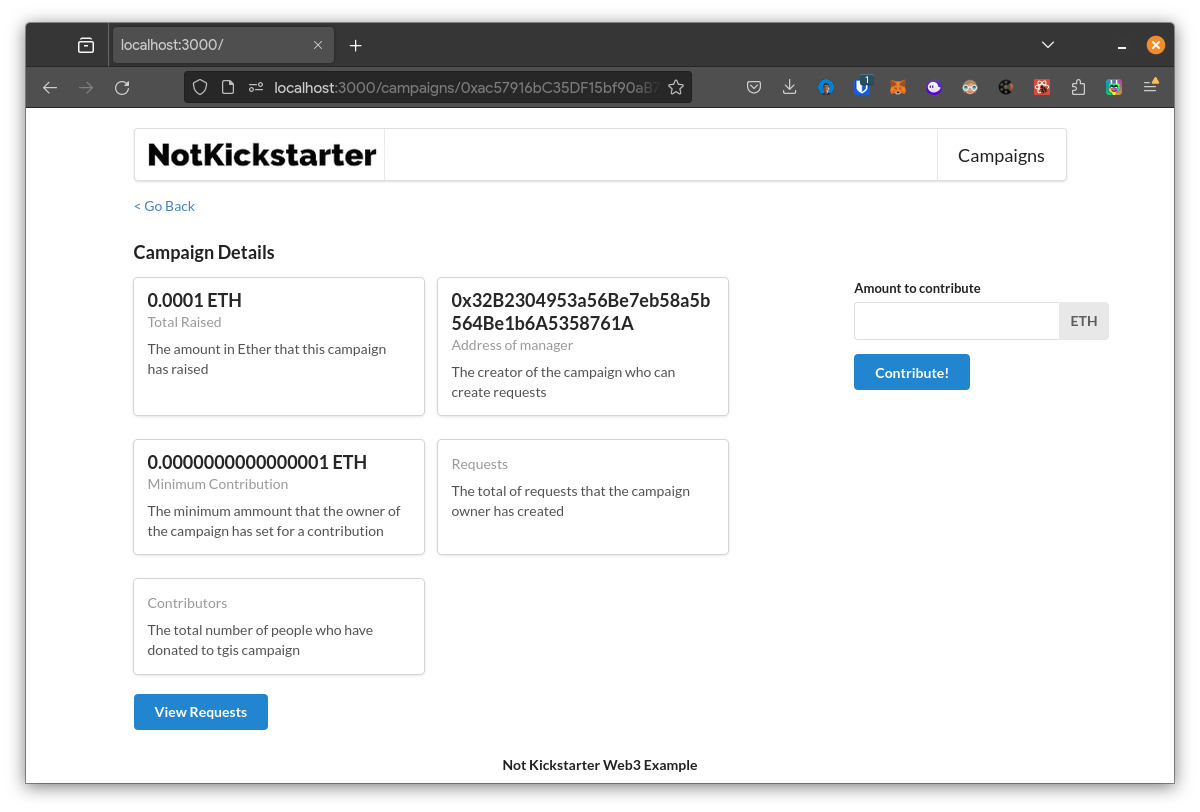 localhost:3000/
localhost:3000/campaigns/0xac57916bC35DF15bf90aB7
1
NotKickstarter
Campaigns
< Go Back
Campaign Details
0.0001 ETH
Total Raised
The amount in Ether that this campaign
has raised
0x32B2304953a56Be7eb58a5b
564Be1b6A5358761A
Address of manager
The creator of the campaign who can
create requests
Amount to contribute
ETH
Contribute!
0.0000000000000001 ETH
Minimum Contribution
The minimum ammount that the owner of
the campaign has set for a contribution
Requests
The total of requests that the campaign
owner has created
Contributors
The total number of people who have
donated to tgis campaign
View Requests
Not Kickstarter Web3 Example